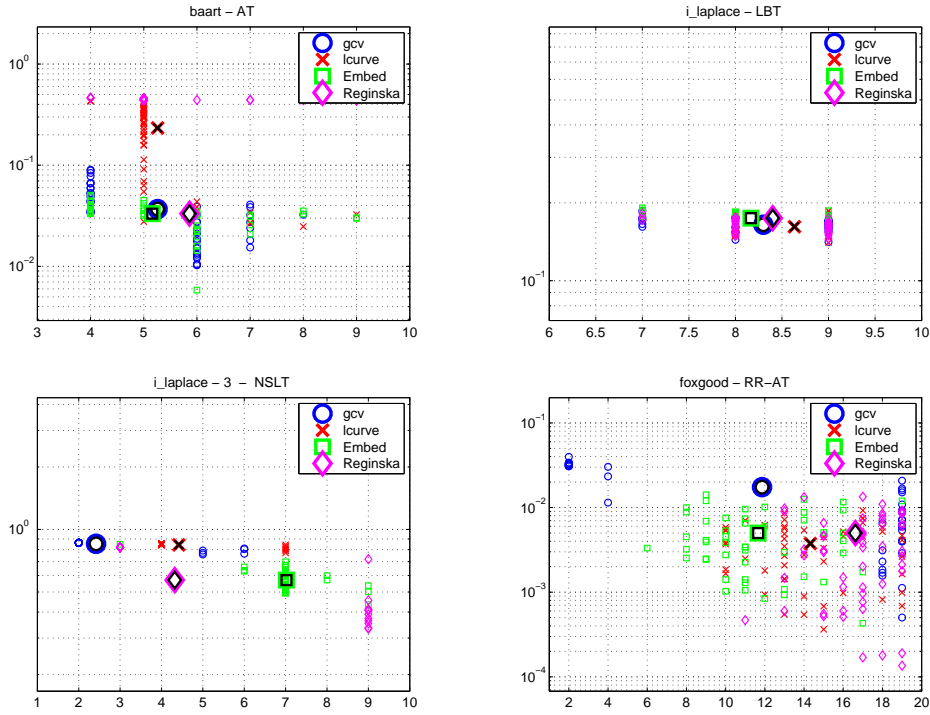 baart – AT
gcv
lcurve
Embed
Reginska
10^0
10^-1
10^-2
3 4 5 6 7 8 9 10
i_laplace – LBT
gcv
lcurve
Embed
Reginska
10^-1
6 6.5 7 7.5 8 8.5 9 9.5 10
i_laplace – 3 – NSLT
gcv
lcurve
Embed
Reginska
10^0
1 2 3 4 5 6 7 8 9 10
foxgood – RR–AT
gcv
lcurve
Embed
Reginska
10^-1
10^-2
10^-3
10^-4
2 4 6 8 10 12 14 16 18 20